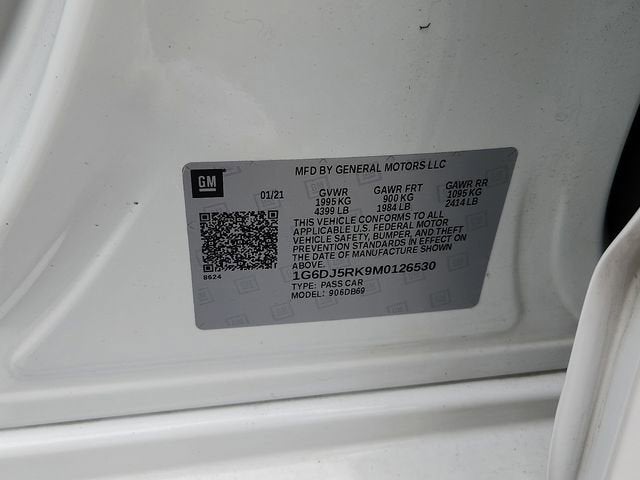 MFD BY GENERAL MOTORS LLC
GM
01/21
GVWR GAWR FRT GAWR RR
1995 KG 900 KG 1095 KG
4399 LB 1984 LB 2414 LB
THIS VEHICLE CONFORMS TO ALL
APPLICABLE U.S. FEDERAL MOTOR
VEHICLE SAFETY, BUMPER, AND THEFT
PREVENTION STANDARDS IN EFFECT ON
THE DATE OF MANUFACTURE SHOWN
ABOVE.
8624
1G6DJ5RK9M0126530
TYPE: PASS CAR
MODEL: 906DB69